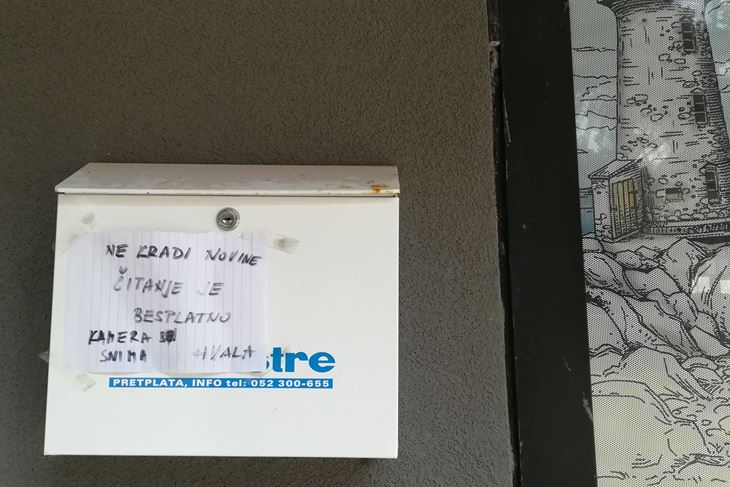 NE KRADI NOVINE
ČITANJE JE
BESPLATNO
KAMERA
SNIMA HVALA
stre
PRETPLATA, INFO tel: 052 300-655